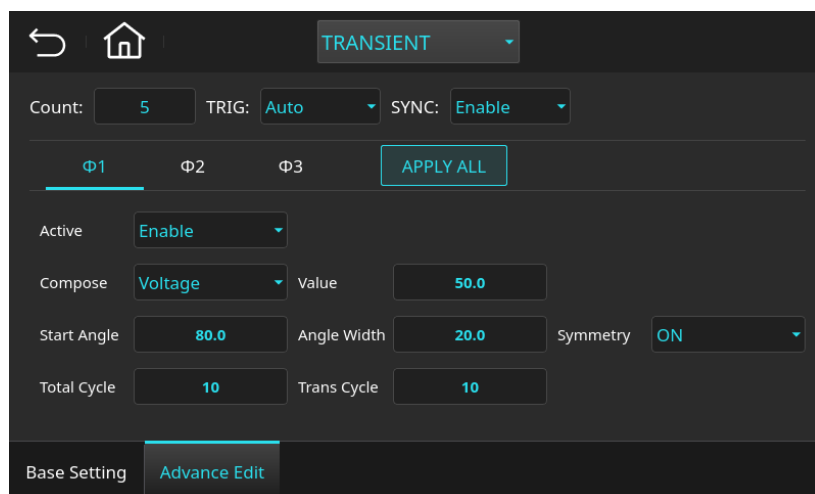 TRANSIENT
Count: 5 TRIG: Auto SYNC: Enable
Φ1 Φ2 Φ3 APPLY ALL
Active Enable
Compose Voltage Value 50.0
Start Angle 80.0 Angle Width 20.0 Symmetry ON
Total Cycle 10 Trans Cycle 10
Base Setting Advance Edit